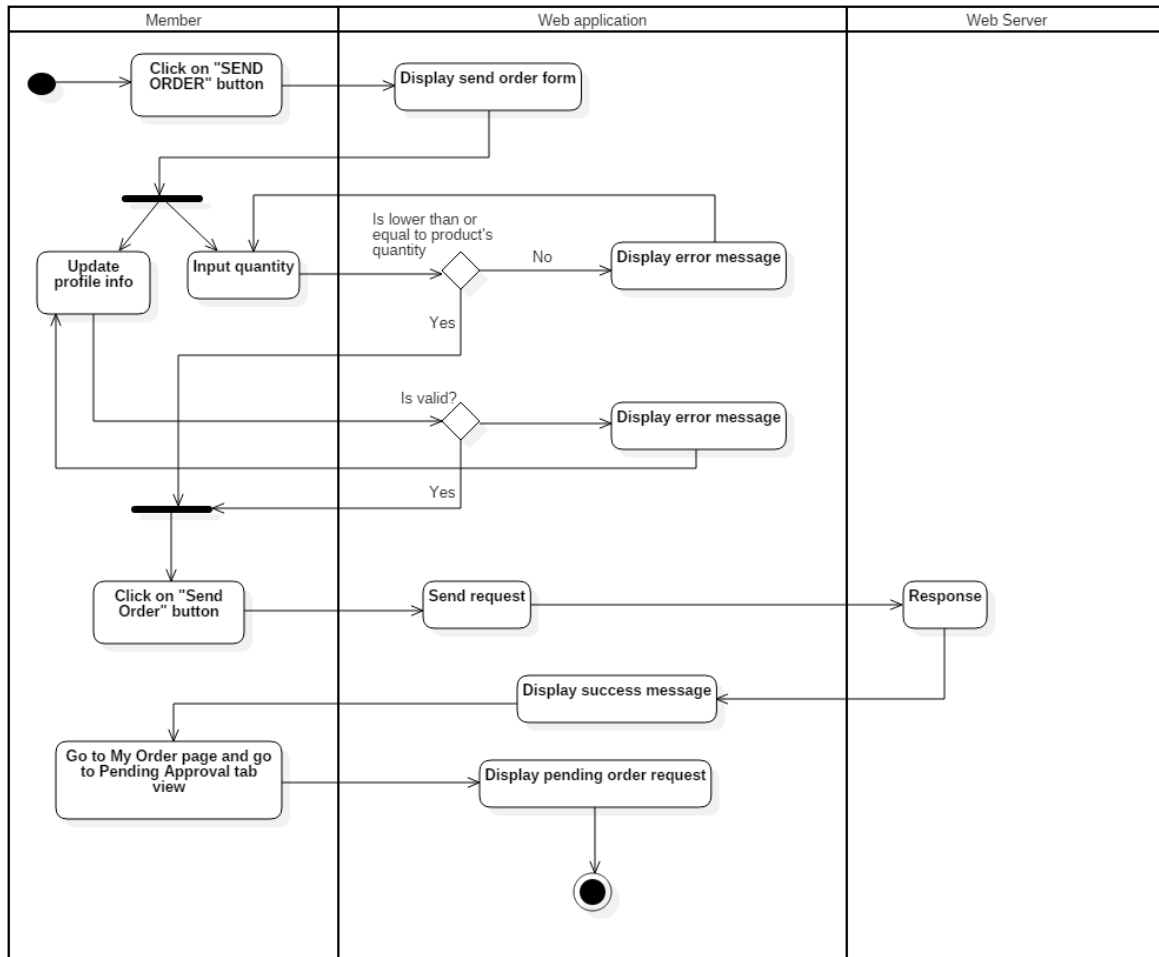 Member
Web application
Web Server
Click on "SEND
ORDER" button
Display send order form
Is lower than or
equal to product's
quantity
Update
profile info
Input quantity
No
Display error message
Yes
Is valid?
Display error message
Yes
Click on "Send
Order" button
Send request
Response
Display success message
Go to My Order page and go
to Pending Approval tab
view
Display pending order request